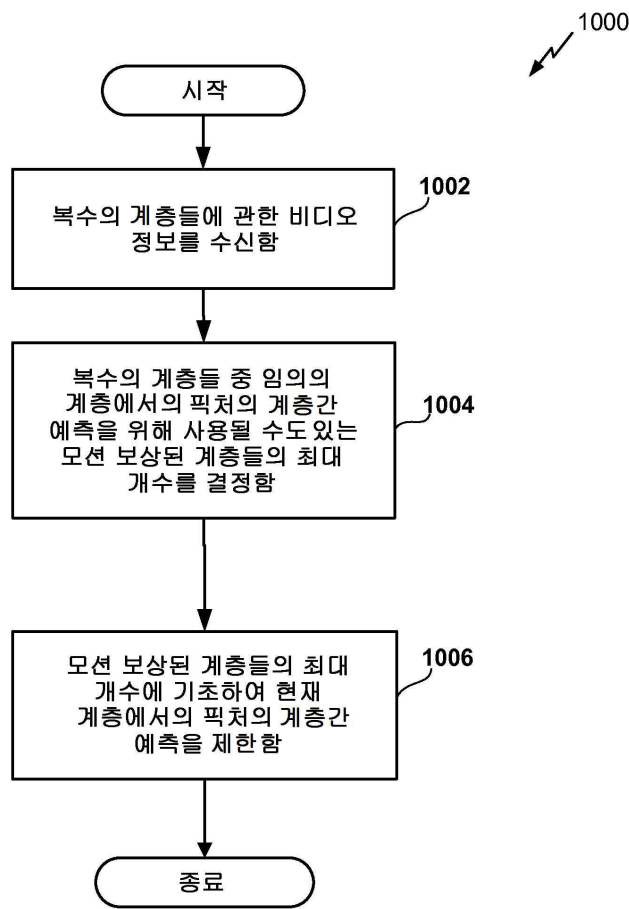 1000
시작
1002
복수의 계층들에 관한 비디오
정보를 수신함
복수의 계층들 중 임의의
계층에서의 픽처의 계층간
예측을 위해 사용될 수도 있는
모션 보상된 계층들의 최대
개수를 결정함
1004
모션 보상된 계층들의 최대
개수에 기초하여 현재
계층에서의 픽처의 계층간
예측을 제한함
1006
종료